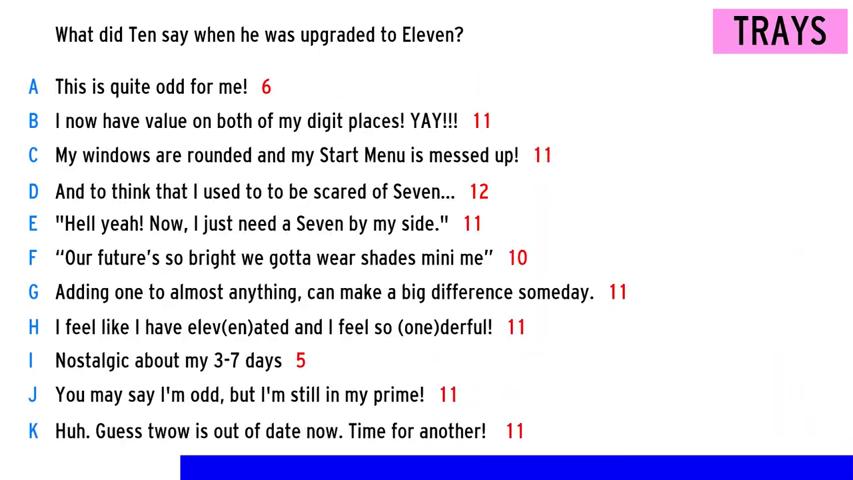 What did Ten say when he was upgraded to Eleven?
TRAYS
A This is quite odd for me! 6
B I now have value on both of my digit places! YAY!!! 11
C My windows are rounded and my Start Menu is messed up! 11
D And to think that I used to to be scared of Seven... 12
E "Hell yeah! Now, I just need a Seven by my side." 11
F “Our future’s so bright we gotta wear shades mini me” 10
G Adding one to almost anything, can make a big difference someday. 11
H I feel like I have elev(en)ated and I feel so (one)derful! 11
I Nostalgic about my 3-7 days 5
J You may say I'm odd, but I'm still in my prime! 11
K Huh. Guess twow is out of date now. Time for another! 11